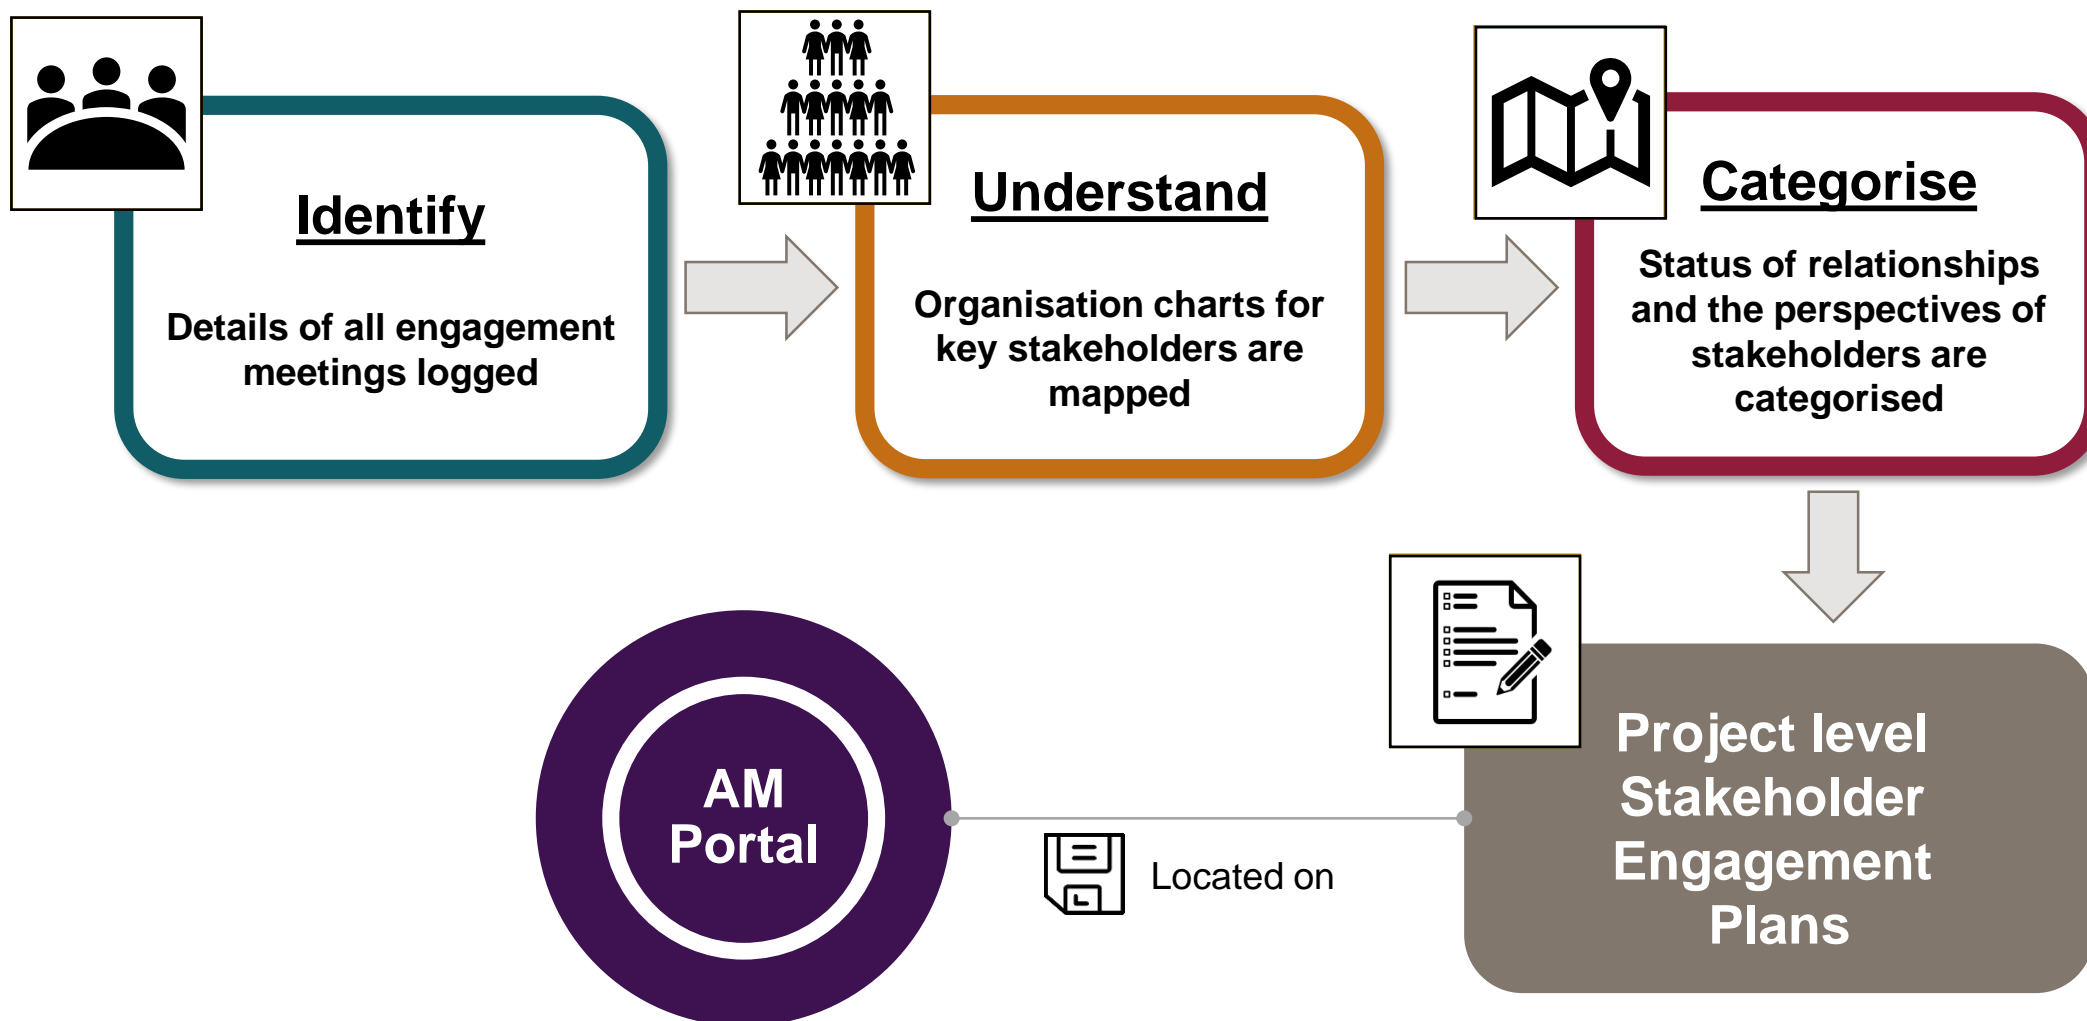 Identify
Details of all engagement
meetings logged
Understand
Organisation charts for
key stakeholders are
mapped
Categorise
Status of relationships
and the perspectives of
stakeholders are
categorised
AM
Portal
Located on
Project level
Stakeholder
Engagement
Plans